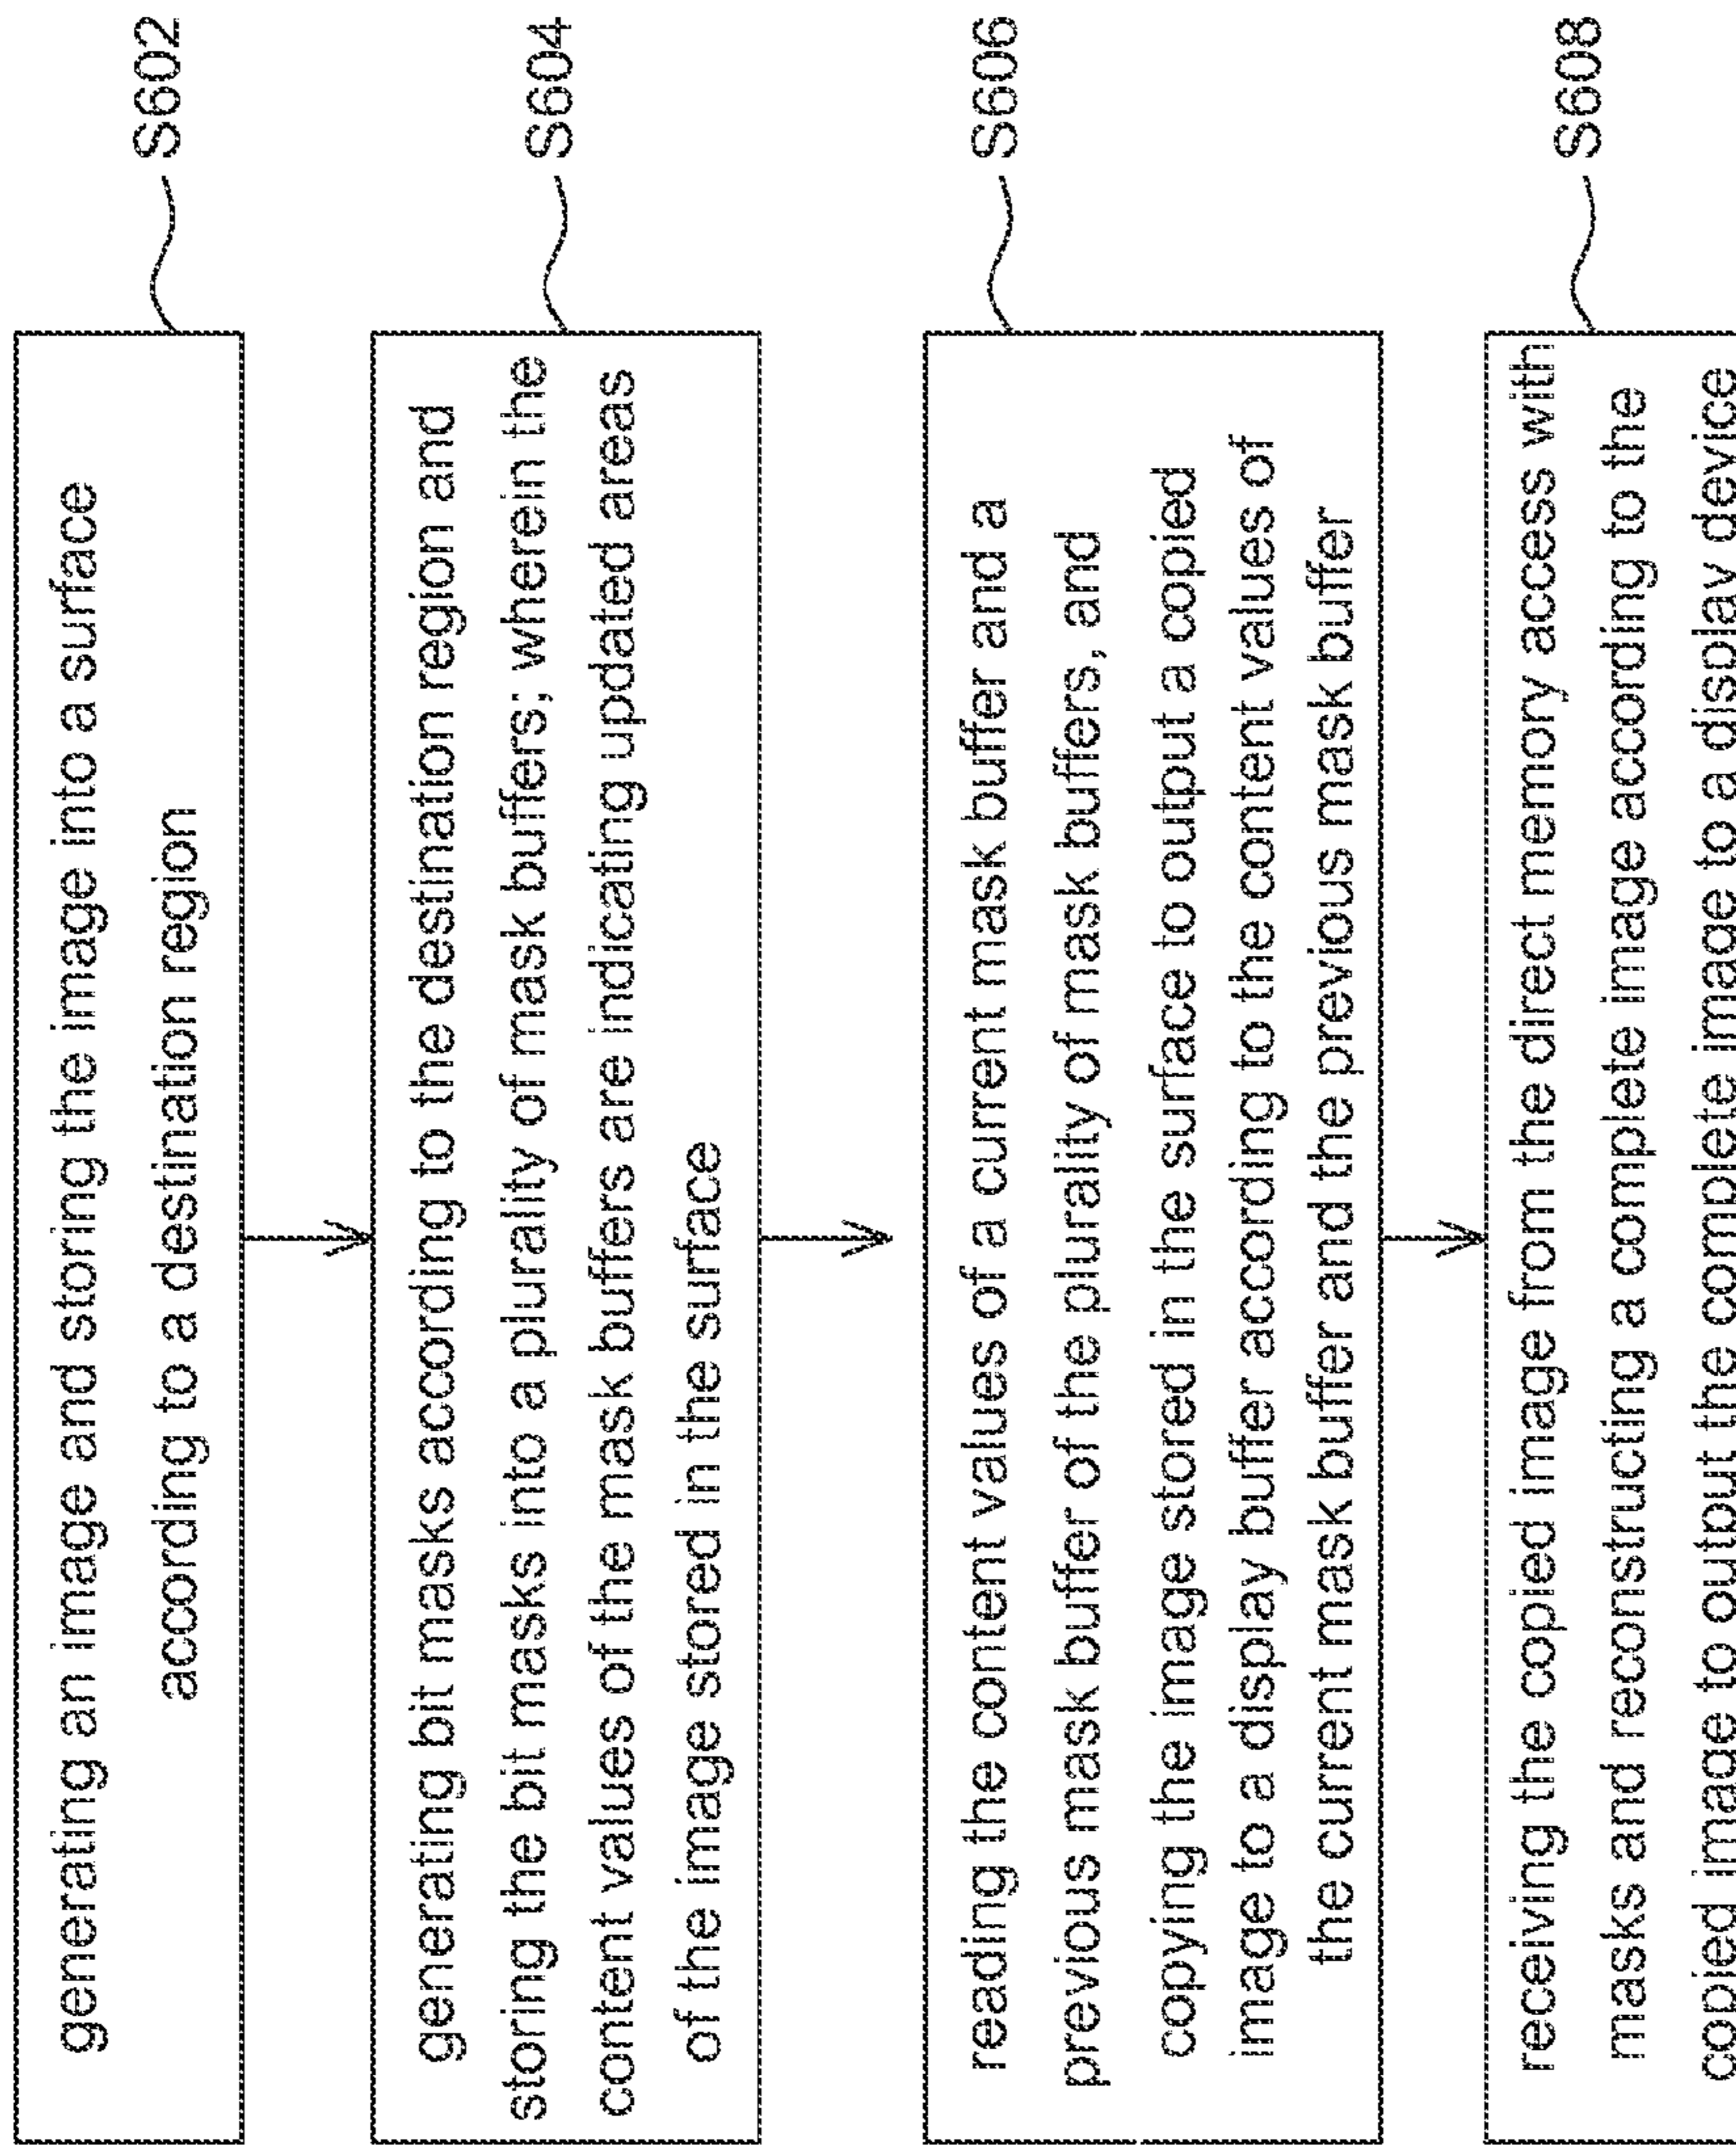 generating an image and storing the image into a surface
according to a destination region
S602
generating bit masks according to the destination region and
storing the bit masks into a plurality of mask buffers; wherein the
content values of the mask buffers are indicating updated areas
of the image stored in the surface
S604
reading the content values of a current mask buffer and a
previous mask buffer of the plurality of mask buffers, and
copying the image stored in the surface to output a copied
image to a display buffer according to the content values of
the current mask buffer and the previous mask buffer
S606
receiving the copied image from the direct memory access with
masks and reconstructing a complete image according to the
copied image to output the complete image to a display device
S608